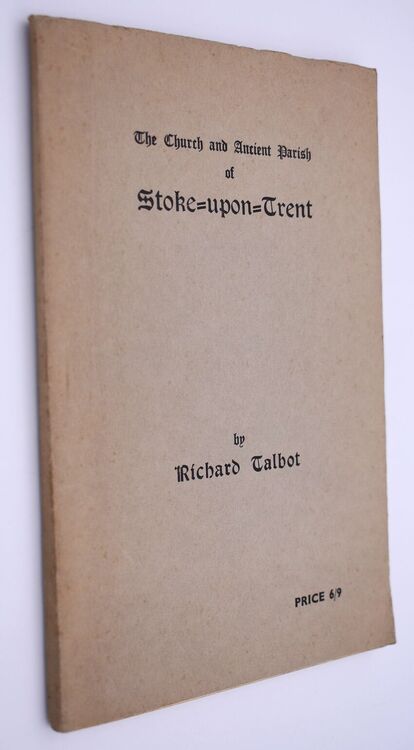 The Church and Ancient Parish
of
Stoke=upon=Trent
by
Richard Talbot
PRICE 6/9